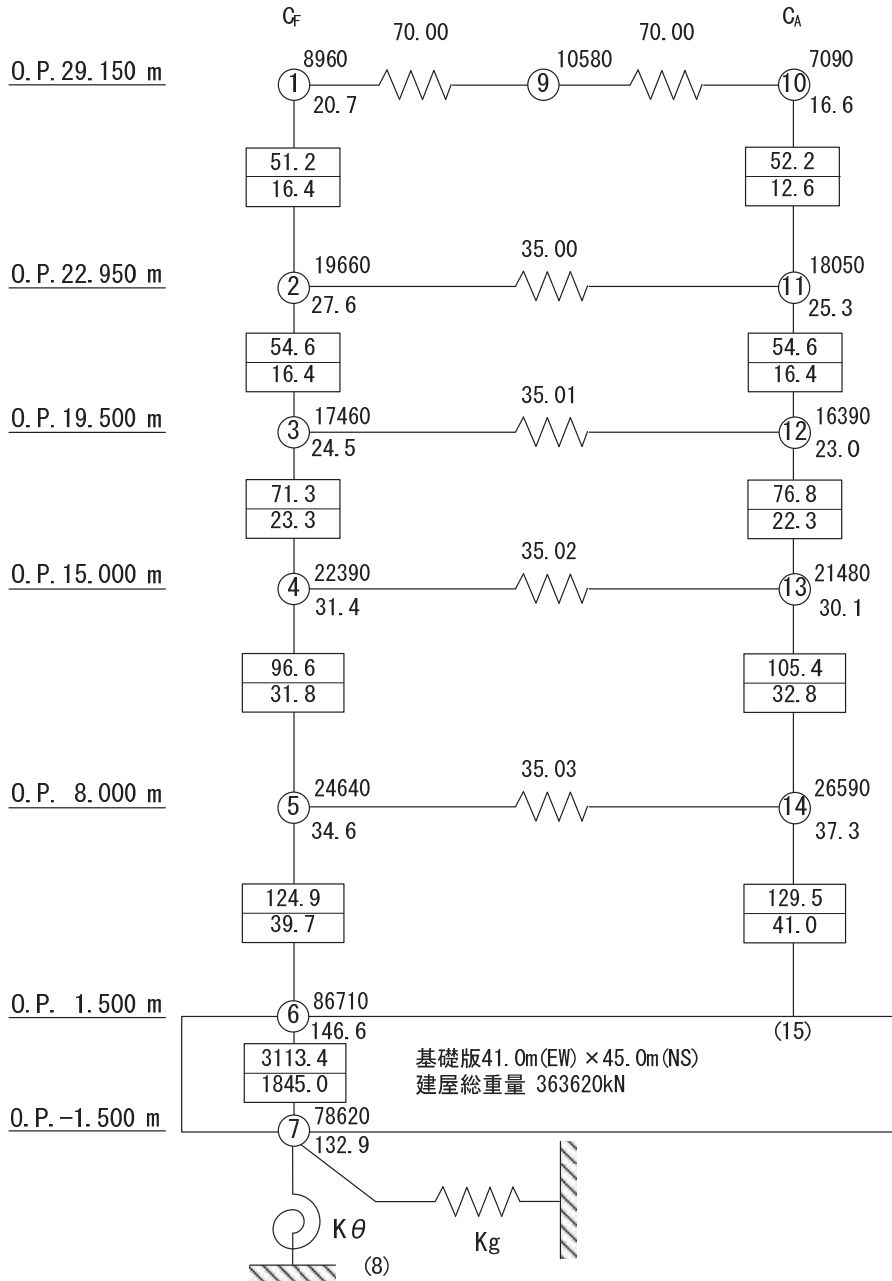 CF CA
70.00 70.00
O.P.29.150 m 1 8960 9 10580 10 7090
20.7 16.6
51.2 52.2
16.4 12.6
35.00
O.P.22.950 m 2 19660 11 18050
27.6 25.3
54.6 54.6
16.4 16.4
35.01
O.P.19.500 m 3 17460 12 16390
24.5 23.0
71.3 76.8
23.3 22.3
35.02
O.P.15.000 m 4 22390 13 21480
31.4 30.1
96.6 105.4
31.8 32.8
35.03
O.P. 8.000 m 5 24640 14 26590
34.6 37.3
124.9 129.5
39.7 41.0
O.P. 1.500 m 6 86710
146.6 (15)
3113.4 基礎版41.0m(EW)×45.0m(NS)
1845.0 建屋総重量 363620kN
O.P.-1.500 m 7 78620
132.9
Kθ Kg
(8)